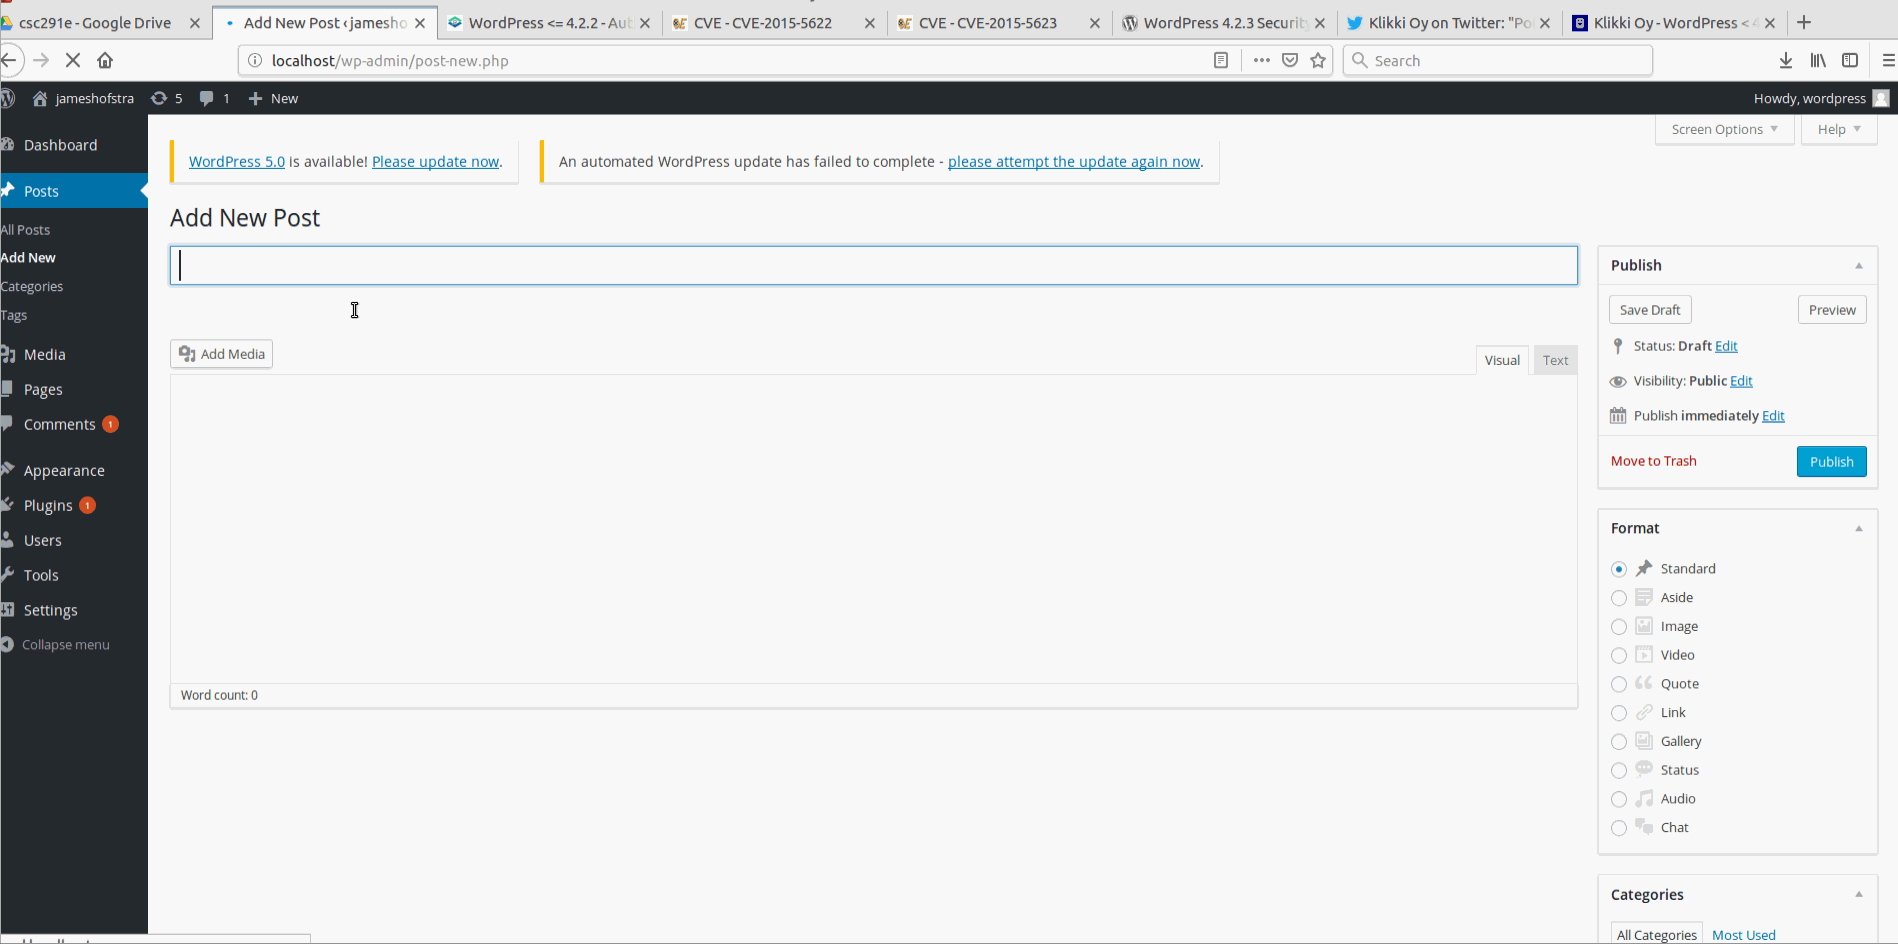 csc291e - Google Drive
Add New Post ‹ jamesho
WordPress <= 4.2.2 - Aut
CVE - CVE-2015-5622
CVE - CVE-2015-5623
WordPress 4.2.3 Security
Klikki Oy on Twitter: "Po
Klikki Oy - WordPress < 4
localhost/wp-admin/post-new.php
Search
jameshofstra
5
1
New
Howdy, wordpress
Screen Options
Help
Dashboard
Posts
All Posts
Add New
Categories
Tags
Media
Pages
Comments 1
Appearance
Plugins 1
Users
Tools
Settings
Collapse menu
WordPress 5.0 is available! Please update now.
An automated WordPress update has failed to complete - please attempt the update again now.
Add New Post
Add Media
Visual
Text
Word count: 0
Publish
Save Draft
Preview
Status: Draft Edit
Visibility: Public Edit
Publish immediately Edit
Move to Trash
Publish
Format
Standard
Aside
Image
Video
Quote
Link
Gallery
Status
Audio
Chat
Categories
All Categories
Most Used